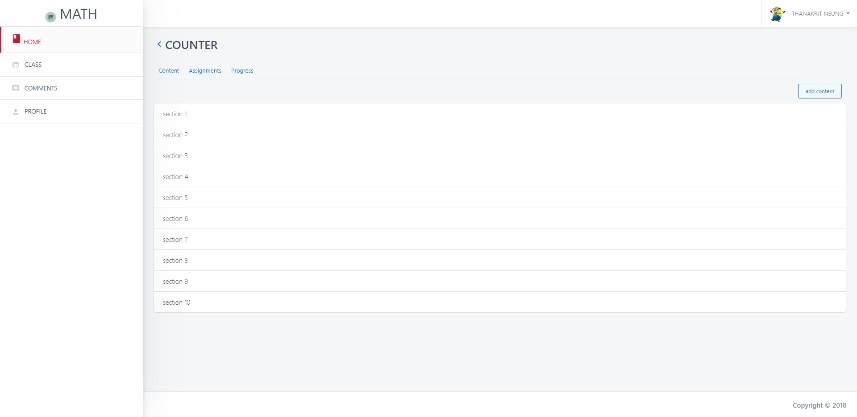 MATH
THANAKRIT NEUNG
HOME
CLASS
COMMENTS
PROFILE
COUNTER
Content Assignments Progress
add content
section 1
section 2
section 3
section 4
section 5
section 6
section 7
section 8
section 9
section 10
Copyright © 2018